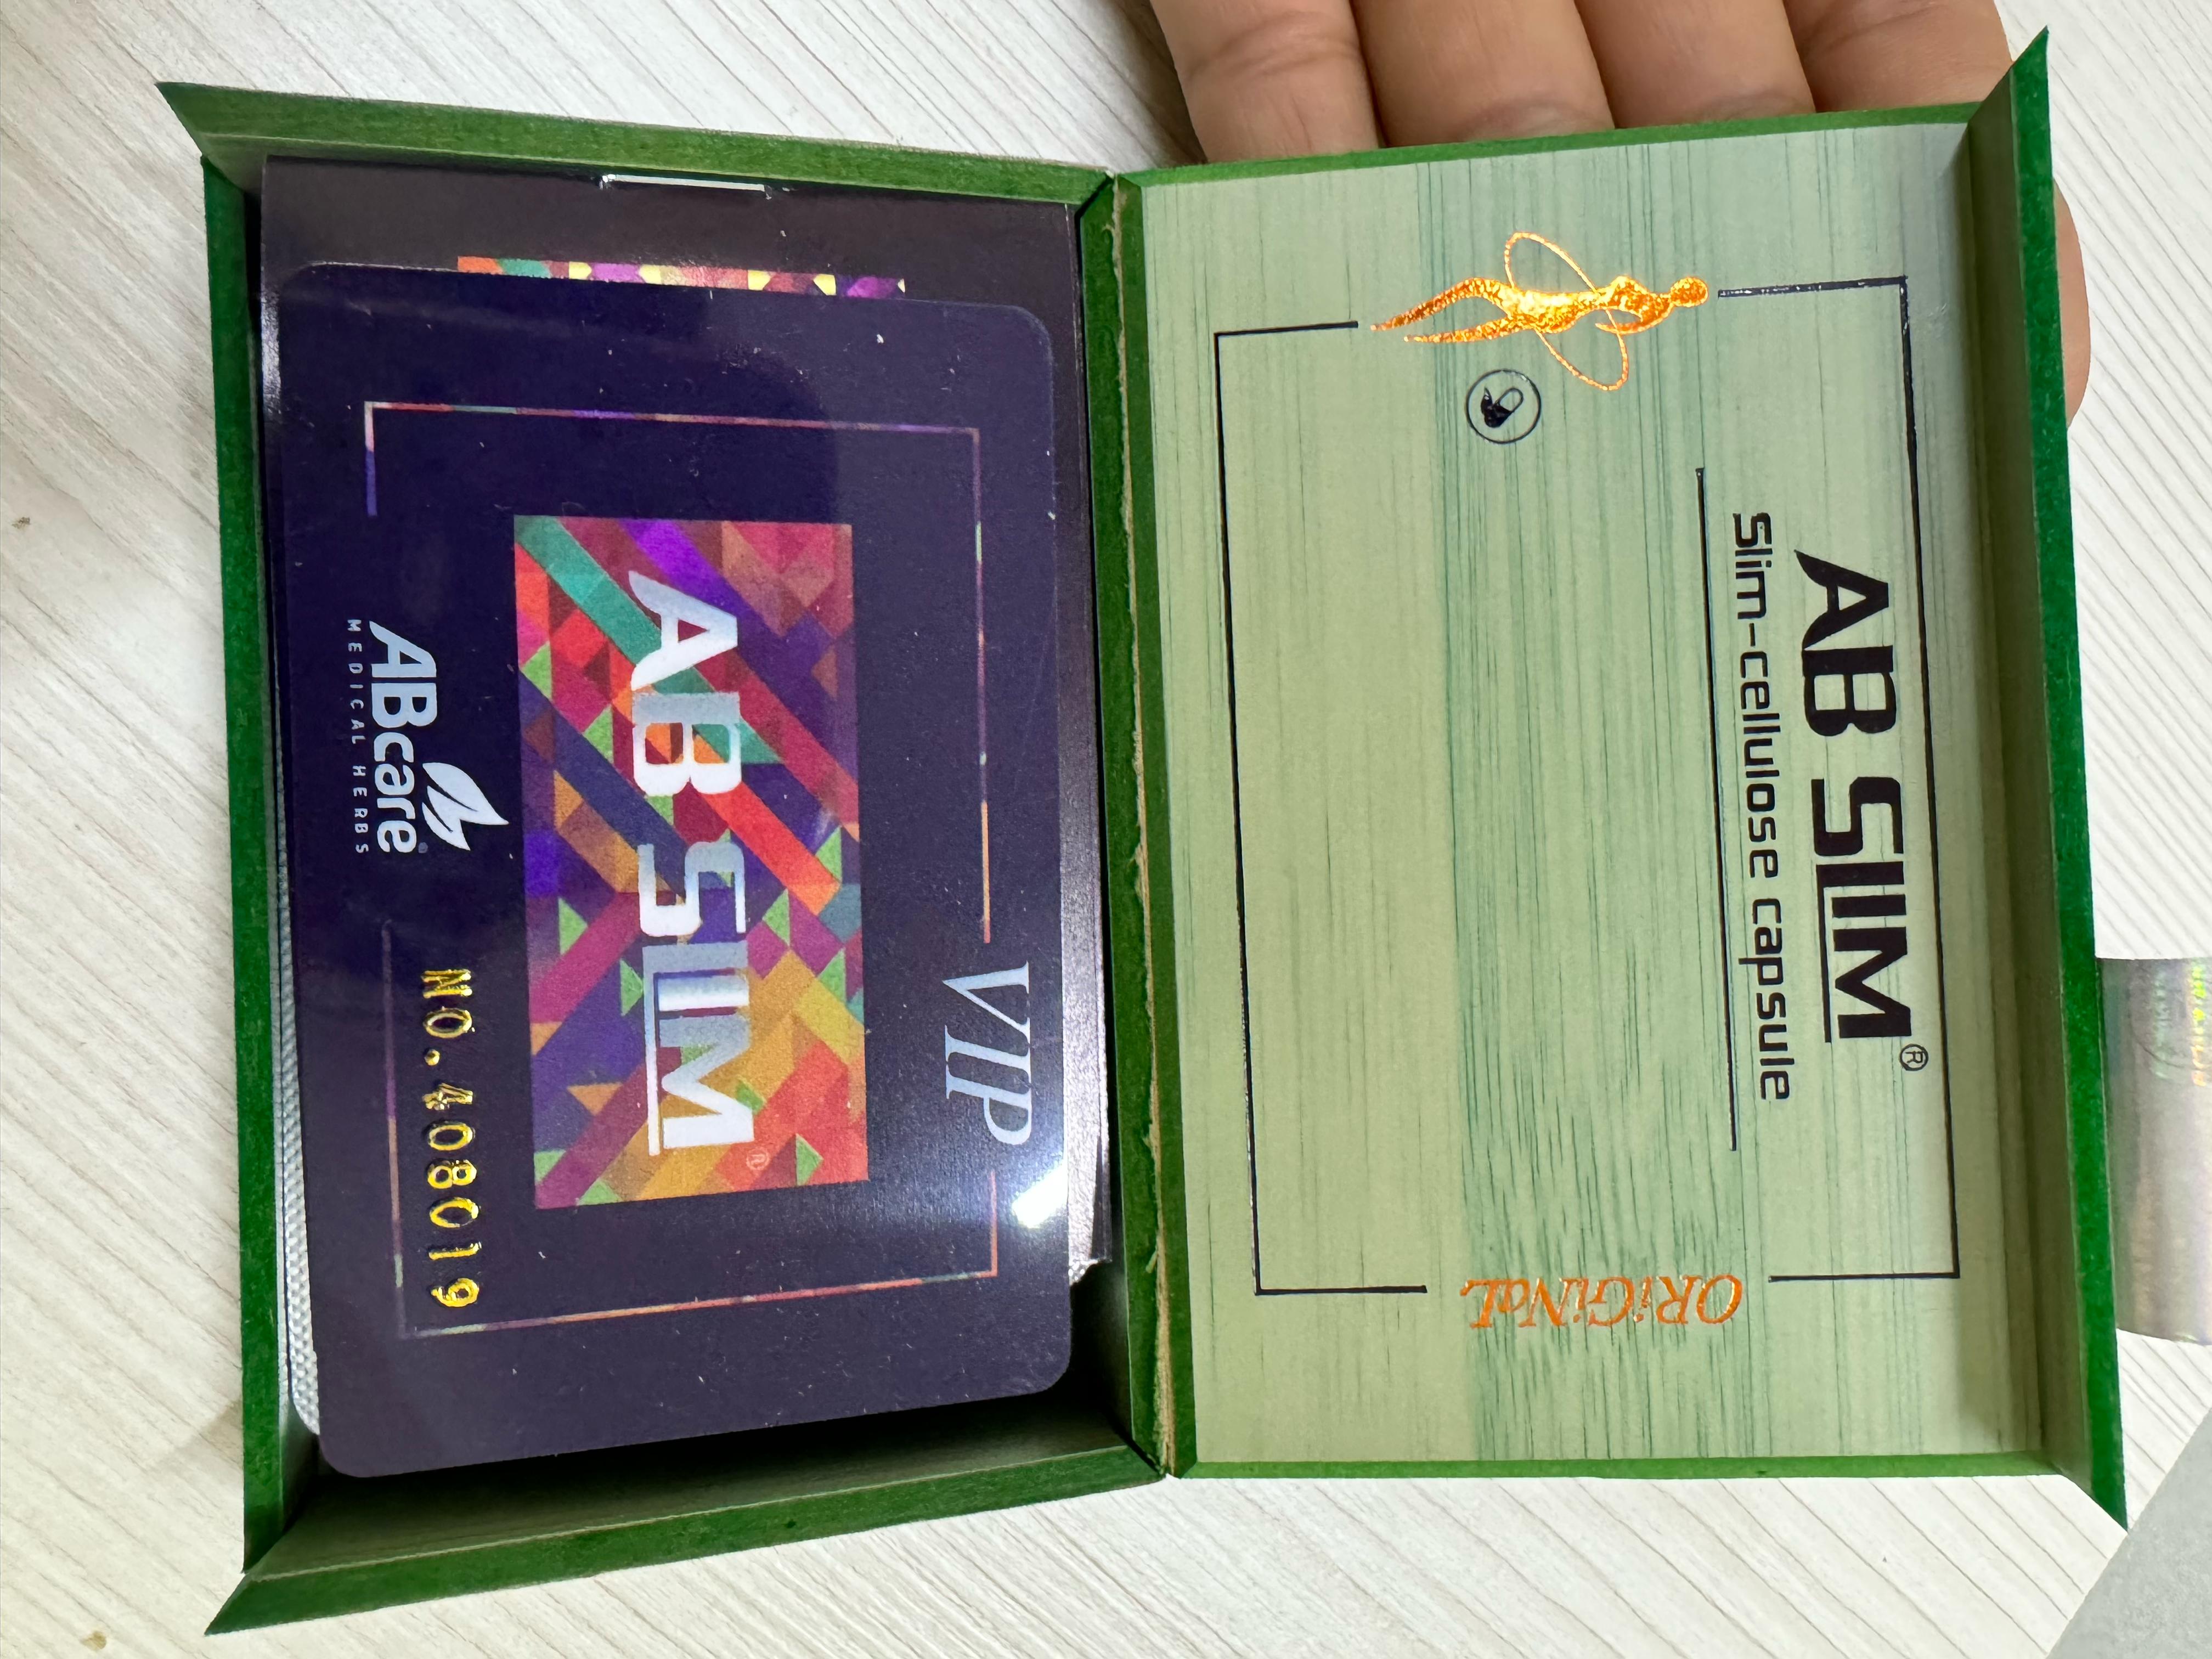 AB SLIM®
Slim-cellulose capsule
ORiGiNaL
VIP
AB SLIM®
NO.408019
ABcare
MEDICAL HERBS